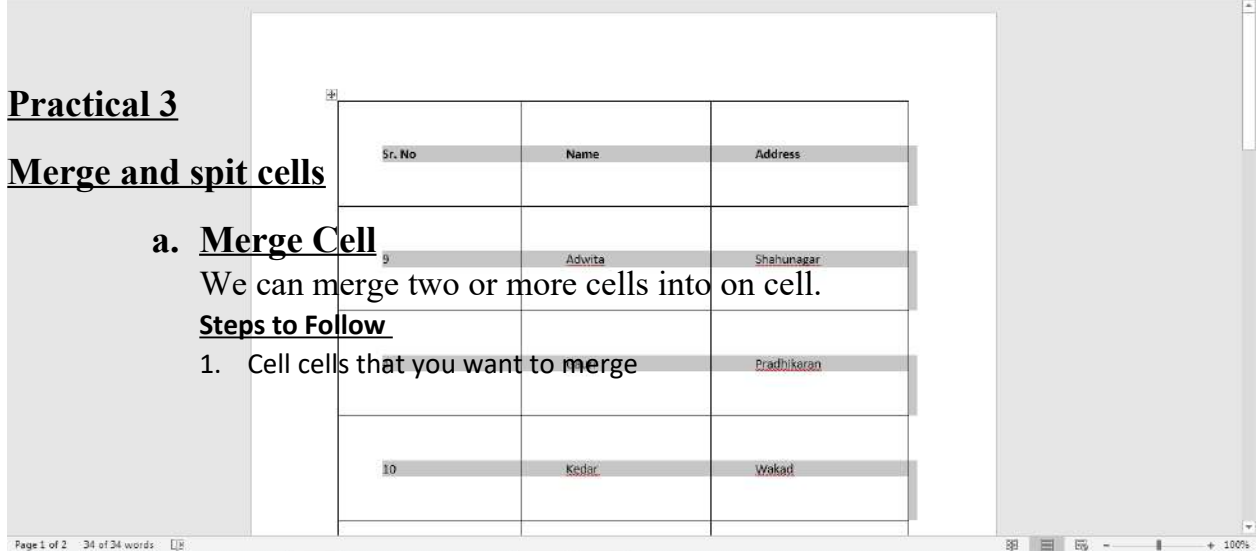 Practical 3
Sr. No Name Address
Merge and spit cells
a. Merge Cell
9 Adwita Shahunagar
We can merge two or more cells into on cell.
Steps to Follow
1. Cell cells that you want to merge
Pradhikaran
10 Kedar Wakad
Page 1 of 2 34 of 34 words
100%